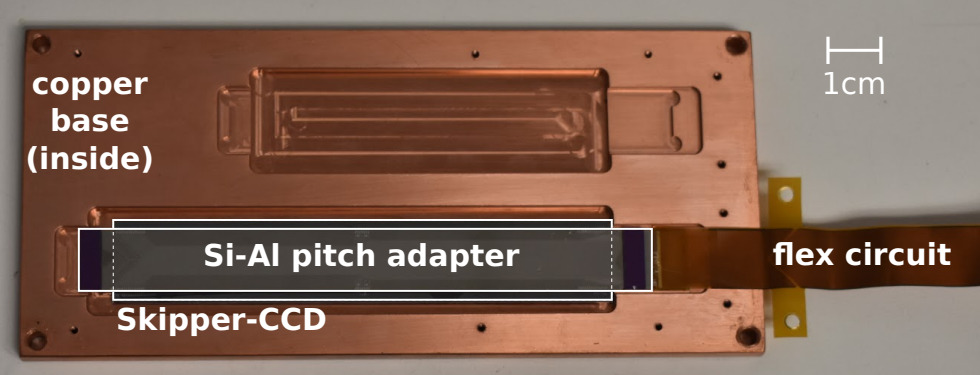 copper
base
(inside)
1cm
Si-Al pitch adapter
flex circuit
Skipper-CCD